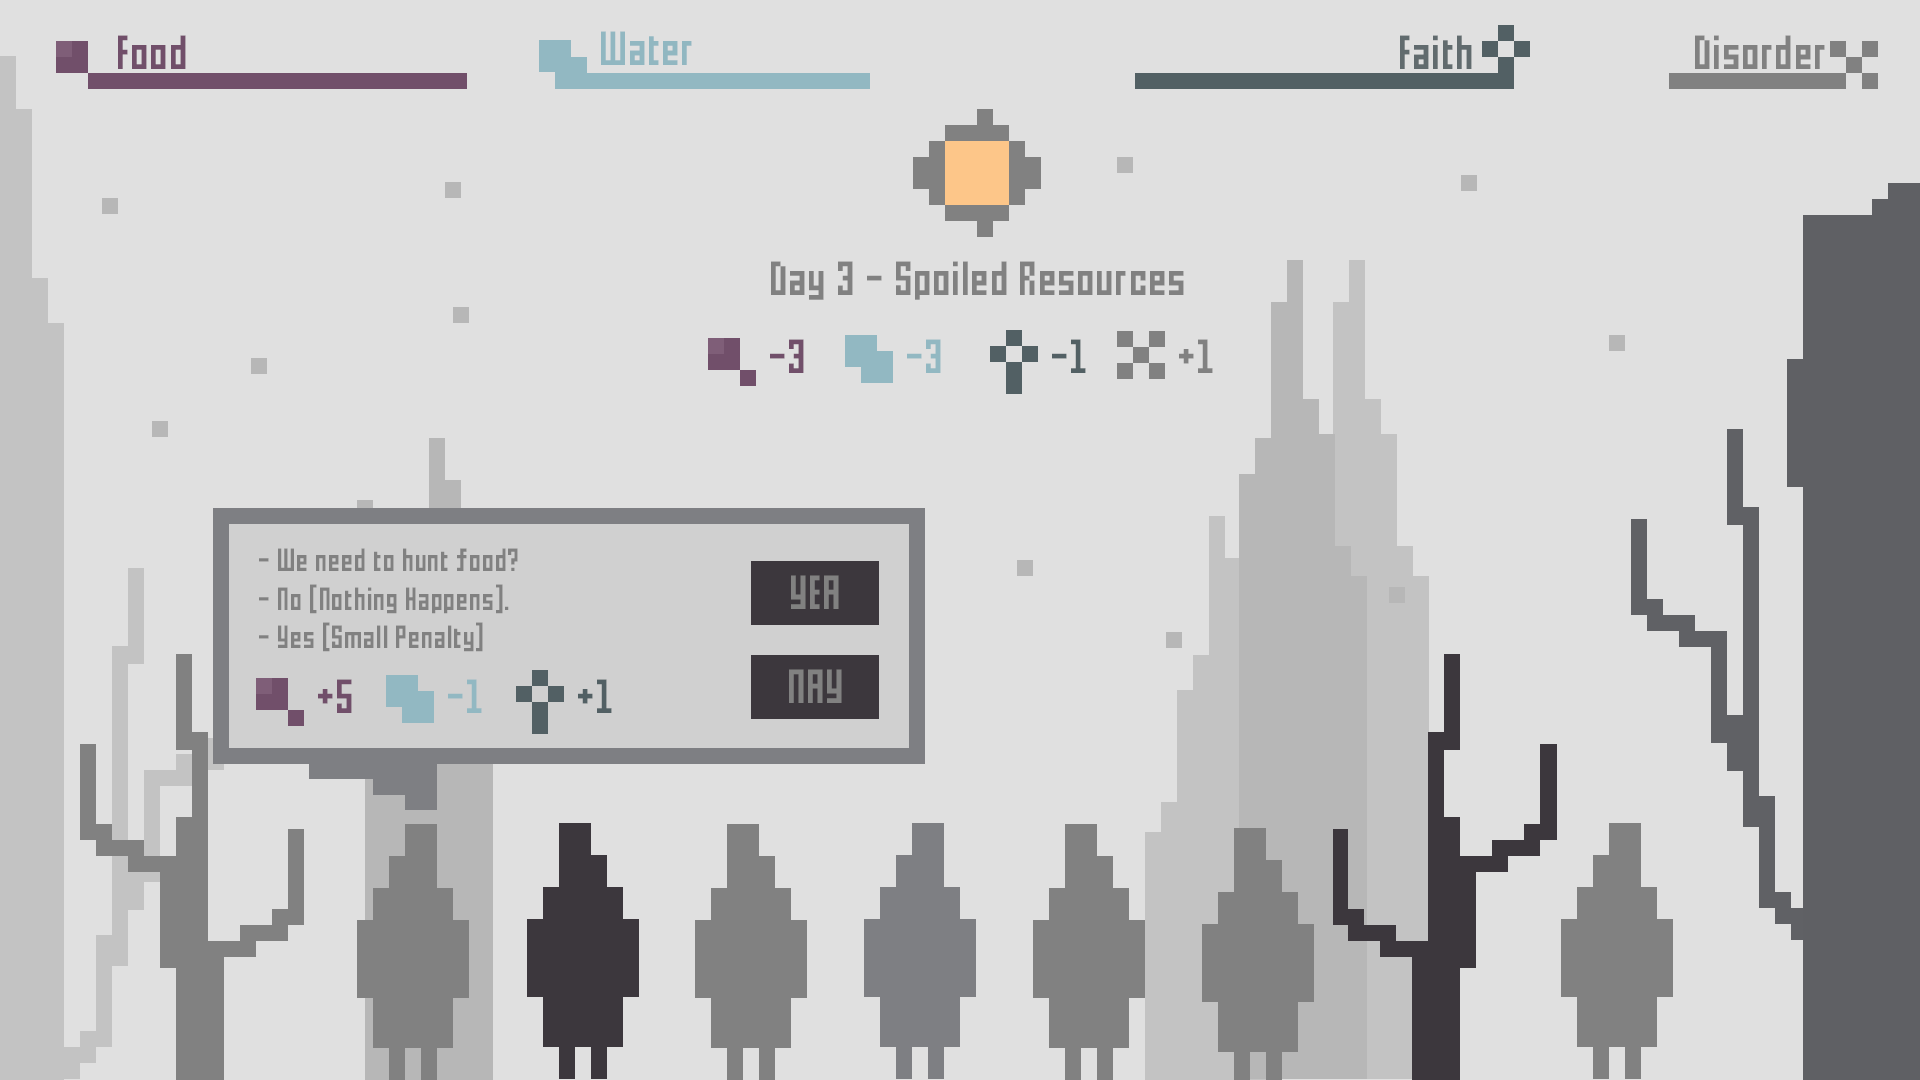 Food
Water
Faith
Disorder
Day 3 - Spoiled Resources
-3 -3 -1 +1
- We need to hunt food?
- No [Nothing Happens].
- Yes [Small Penalty]
+5 -1 +1
YEA
NAY